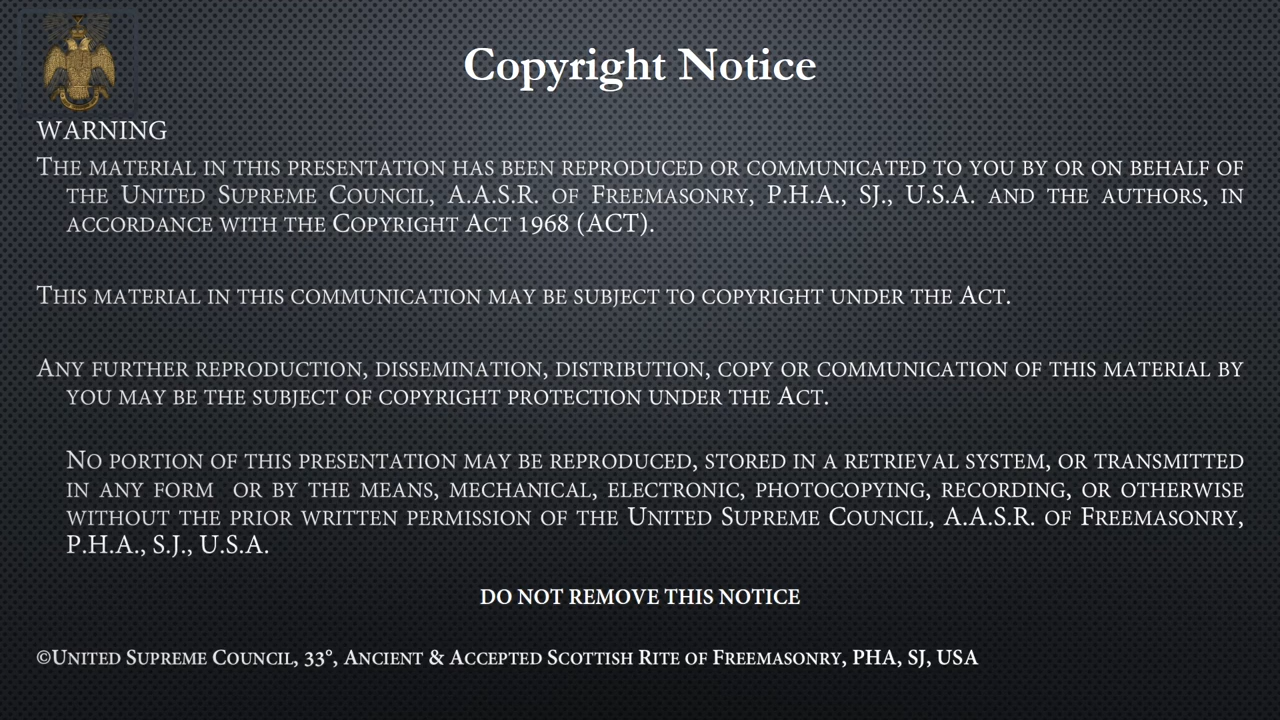 Copyright Notice
WARNING
The material in this presentation has been reproduced or communicated to you by or on behalf of
the United Supreme Council, A.A.S.R. of Freemasonry, P.H.A., SJ., U.S.A. and the authors, in
accordance with the Copyright Act 1968 (ACT).
This material in this communication may be subject to copyright under the Act.
Any further reproduction, dissemination, distribution, copy or communication of this material by
you may be the subject of copyright protection under the Act.
No portion of this presentation may be reproduced, stored in a retrieval system, or transmitted
in any form or by the means, mechanical, electronic, photocopying, recording, or otherwise
without the prior written permission of the United Supreme Council, A.A.S.R. of Freemasonry,
P.H.A., S.J., U.S.A.
DO NOT REMOVE THIS NOTICE
©United Supreme Council, 33°, Ancient & Accepted Scottish Rite of Freemasonry, PHA, SJ, USA